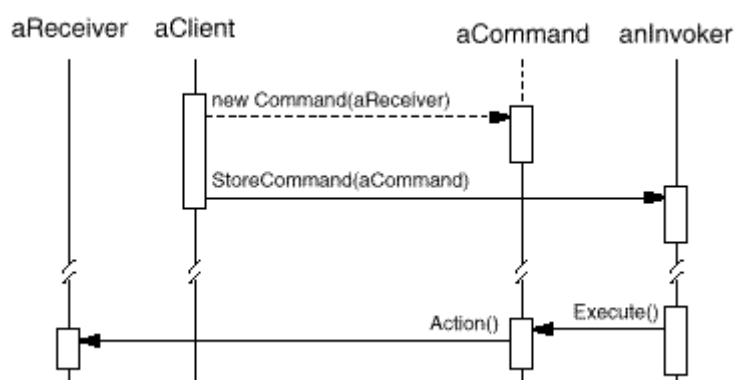 aReceiver aClient aCommand anInvoker
new Command(aReceiver)
StoreCommand(aCommand)
Action() Execute()